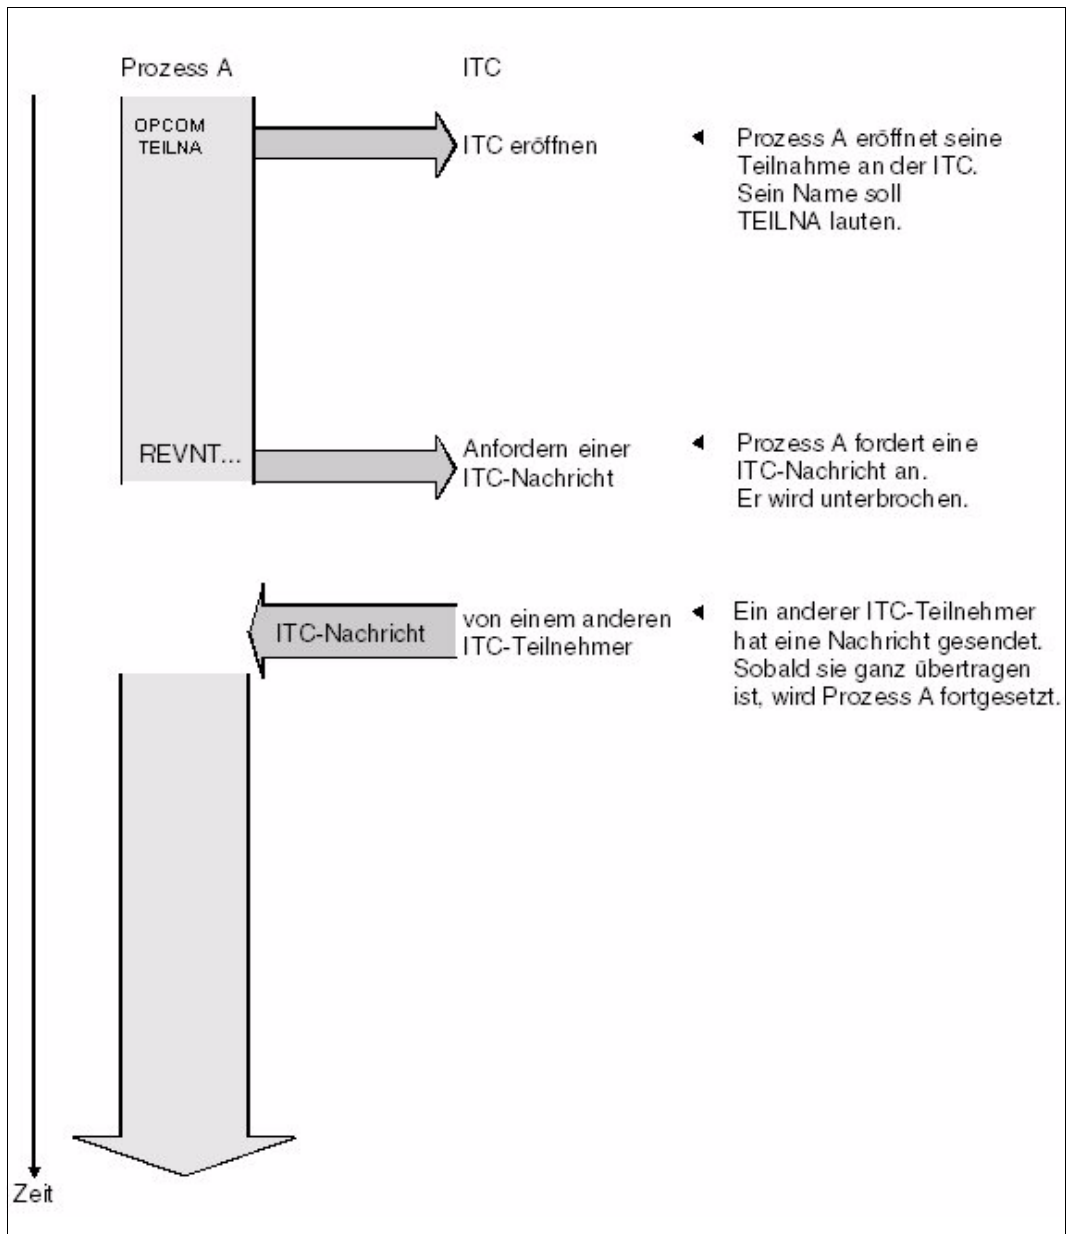 Prozess A
ITC
OPCOM
TEILNA
ITC eröffnen
Prozess A eröffnet seine
Teilnahme an der ITC.
Sein Name soll
TEILNA lauten.
REVNT...
Anfordern einer
ITC-Nachricht
Prozess A fordert eine
ITC-Nachricht an.
Er wird unterbrochen.
ITC-Nachricht
von einem anderen
ITC-Teilnehmer
Ein anderer ITC-Teilnehmer
hat eine Nachricht gesendet.
Sobald sie ganz übertragen
ist, wird Prozess A fortgesetzt.
Zeit